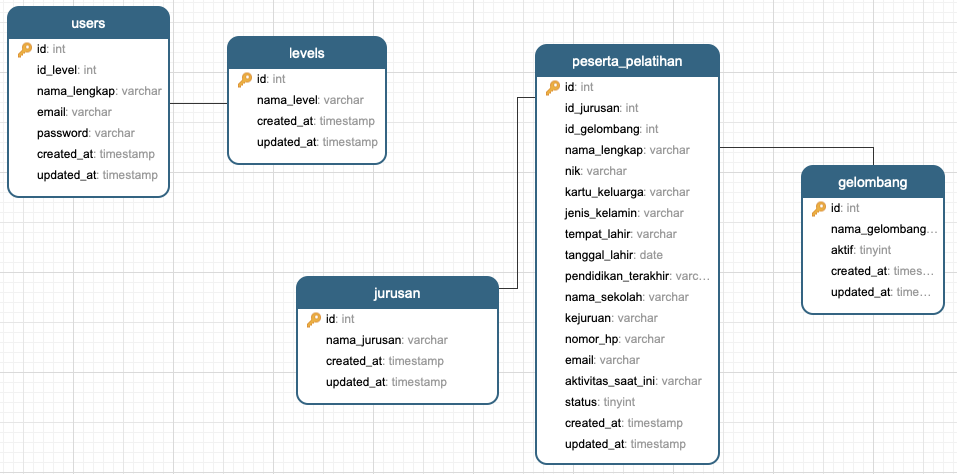 users
id: int
id_level: int
nama_lengkap: varchar
email: varchar
password: varchar
created_at: timestamp
updated_at: timestamp
levels
id: int
nama_level: varchar
created_at: timestamp
updated_at: timestamp
jurusan
id: int
nama_jurusan: varchar
created_at: timestamp
updated_at: timestamp
peserta_pelatihan
id: int
id_jurusan: int
id_gelombang: int
nama_lengkap: varchar
nik: varchar
kartu_keluarga: varchar
jenis_kelamin: varchar
tempat_lahir: varchar
tanggal_lahir: date
pendidikan_terakhir: varc...
nama_sekolah: varchar
kejuruan: varchar
nomor_hp: varchar
email: varchar
aktivitas_saat_ini: varchar
status: tinyint
created_at: timestamp
updated_at: timestamp
gelombang
id: int
nama_gelombang...
aktif: tinyint
created_at: times...
updated_at: time...